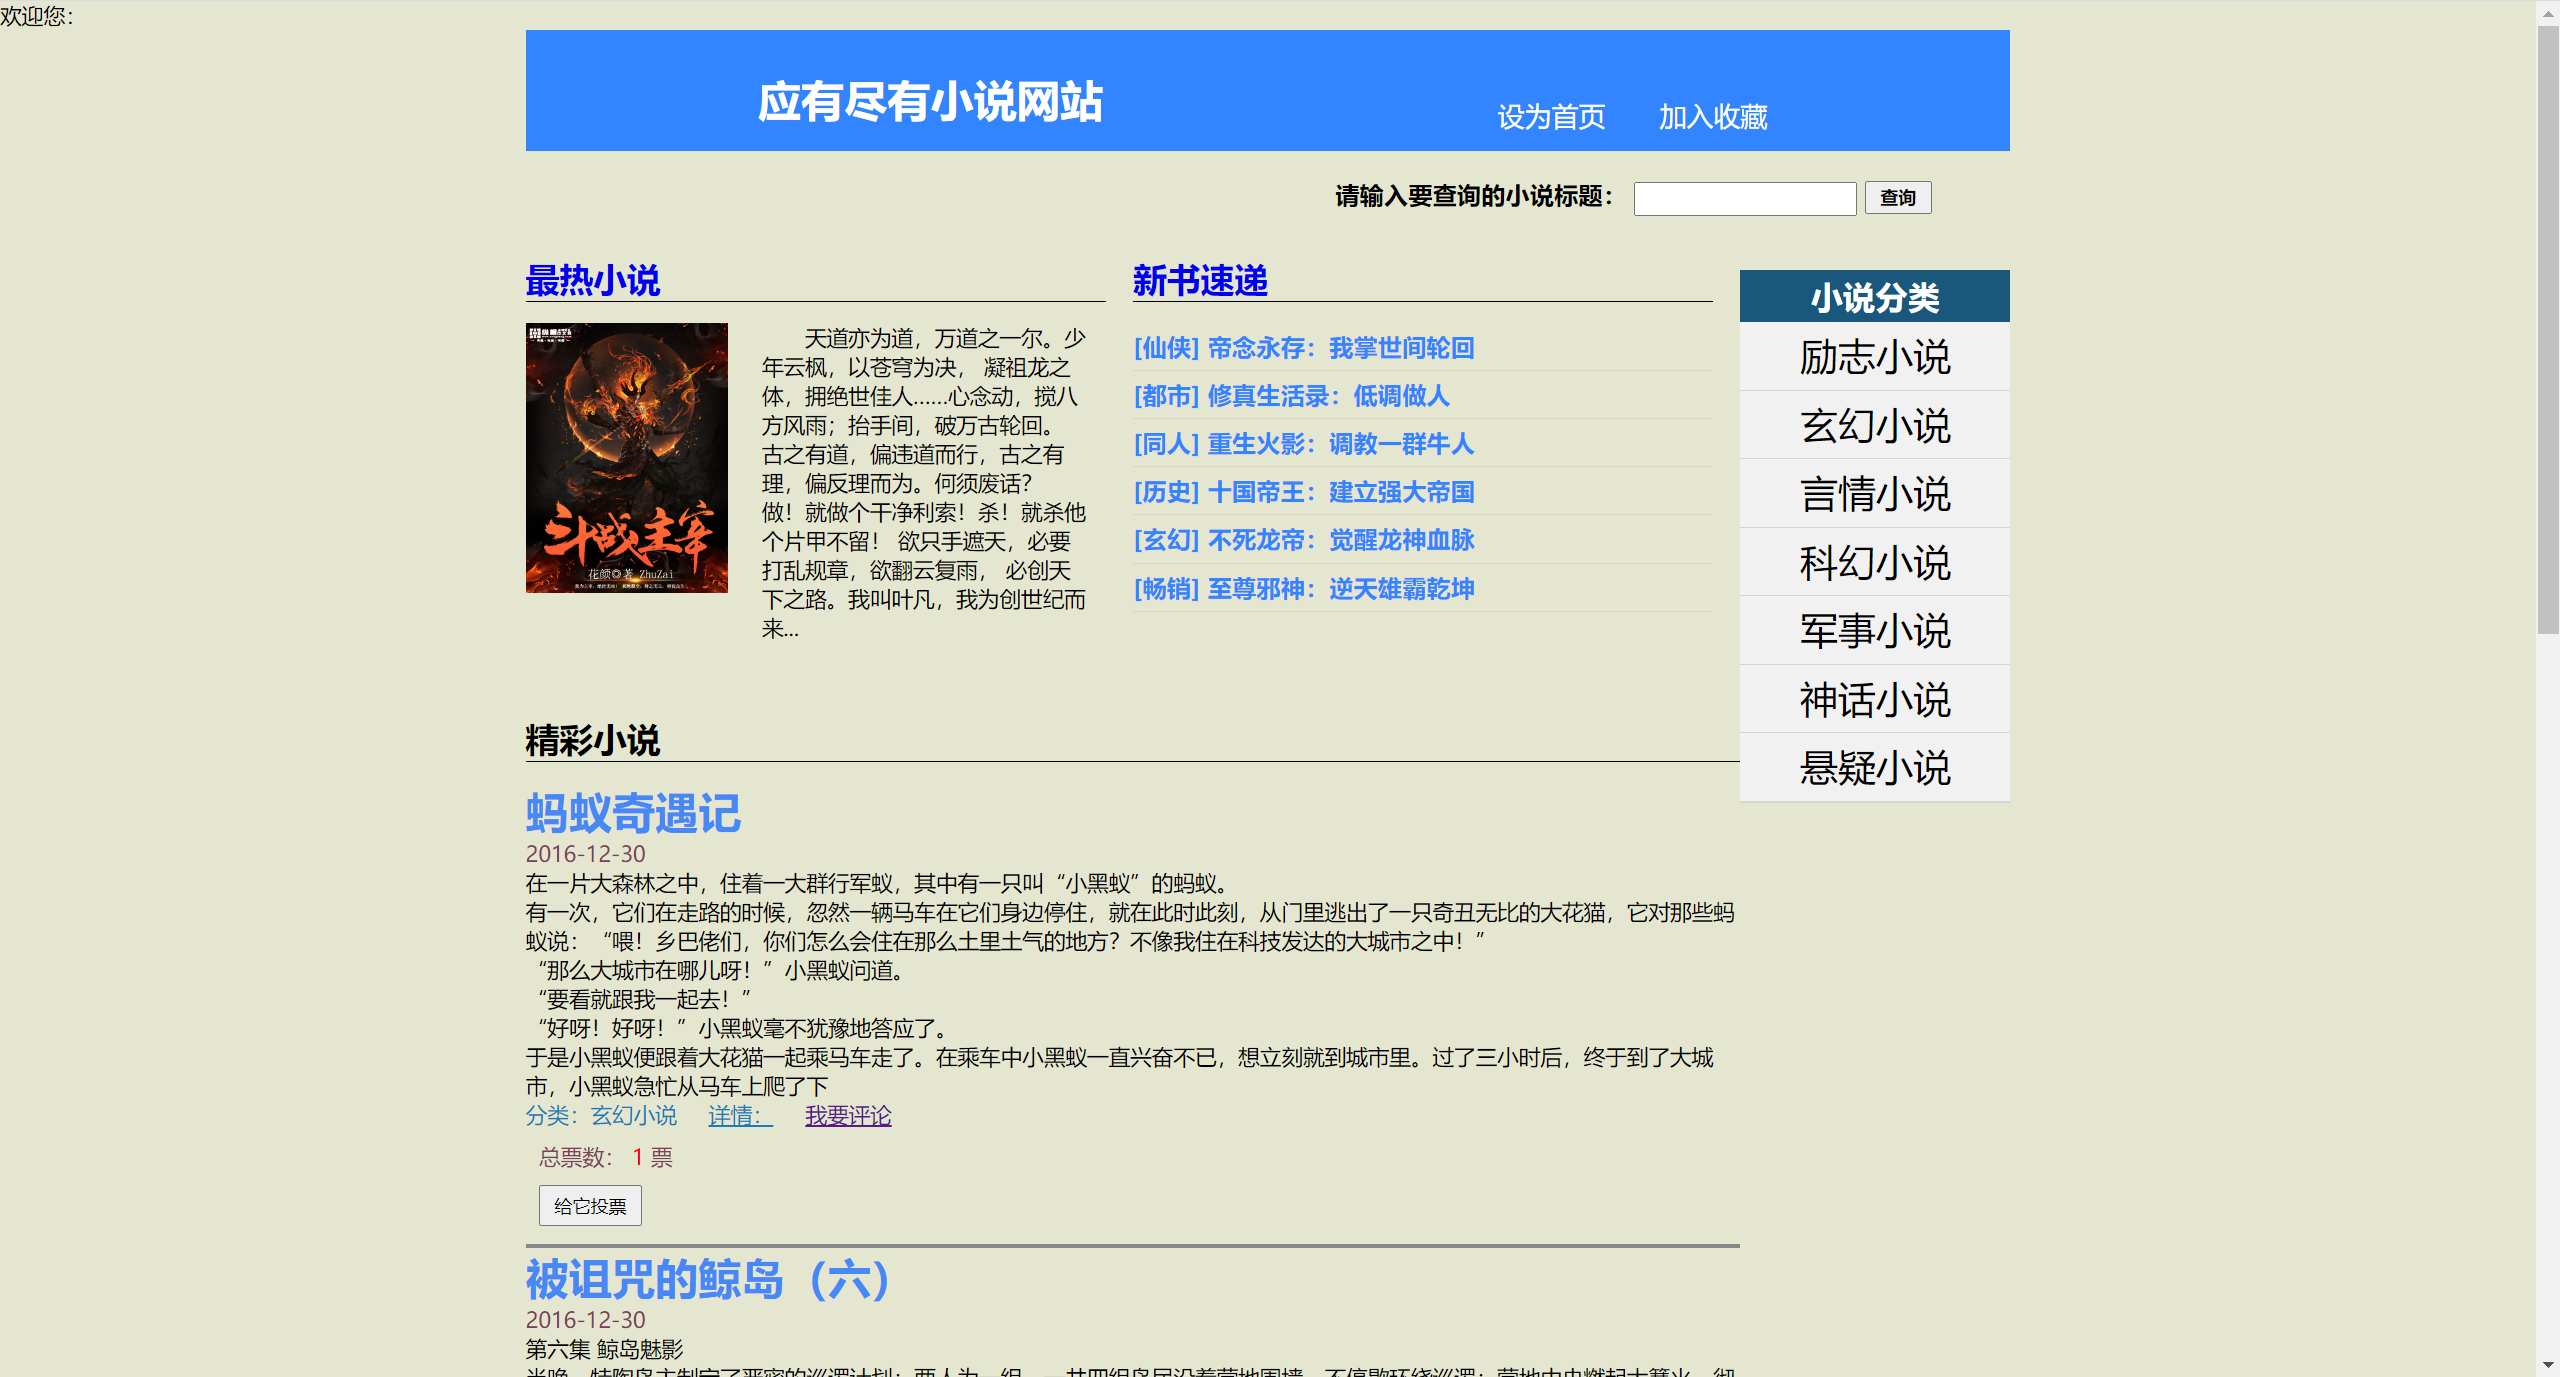 欢迎您：
应有尽有小说网站
设为首页 加入收藏
请输入要查询的小说标题： 查询
最热小说
斗战主宰
花颜◎著 ZhuZai
天道亦为道，万道之一尔。少
年云枫，以苍穹为决， 凝祖龙之
体，拥绝世佳人......心念动，搅八
方风雨；抬手间，破万古轮回。
古之有道，偏违道而行，古之有
理，偏反理而为。何须废话？
做！就做个干净利索！杀！就杀他
个片甲不留！ 欲只手遮天，必要
打乱规章，欲翻云复雨， 必创天
下之路。我叫叶凡，我为创世纪而
来...
新书速递
[仙侠] 帝念永存：我掌世间轮回
[都市] 修真生活录：低调做人
[同人] 重生火影：调教一群牛人
[历史] 十国帝王：建立强大帝国
[玄幻] 不死龙帝：觉醒龙神血脉
[畅销] 至尊邪神：逆天雄霸乾坤
小说分类
励志小说
玄幻小说
言情小说
科幻小说
军事小说
神话小说
悬疑小说
精彩小说
蚂蚁奇遇记
2016-12-30
在一片大森林之中，住着一大群行军蚁，其中有一只叫“小黑蚁”的蚂蚁。
有一次，它们在走路的时候，忽然一辆马车在它们身边停住，就在此时此刻，从门里逃出了一只奇丑无比的大花猫，它对那些蚂
蚁说：“喂！乡巴佬们，你们怎么会住在那么土里土气的地方？不像我住在科技发达的大城市之中！”
“那么大城市在哪儿呀！”小黑蚁问道。
“要看就跟我一起去！”
“好呀！好呀！”小黑蚁毫不犹豫地答应了。
于是小黑蚁便跟着大花猫一起乘马车走了。在乘车中小黑蚁一直兴奋不已，想立刻就到城市里。过了三小时后，终于到了大城
市，小黑蚁急忙从马车上爬了下
分类：玄幻小说 详情： 我要评论
总票数： 1 票
给它投票
被诅咒的鲸岛（六）
2016-12-30
第六集 鲸岛魅影